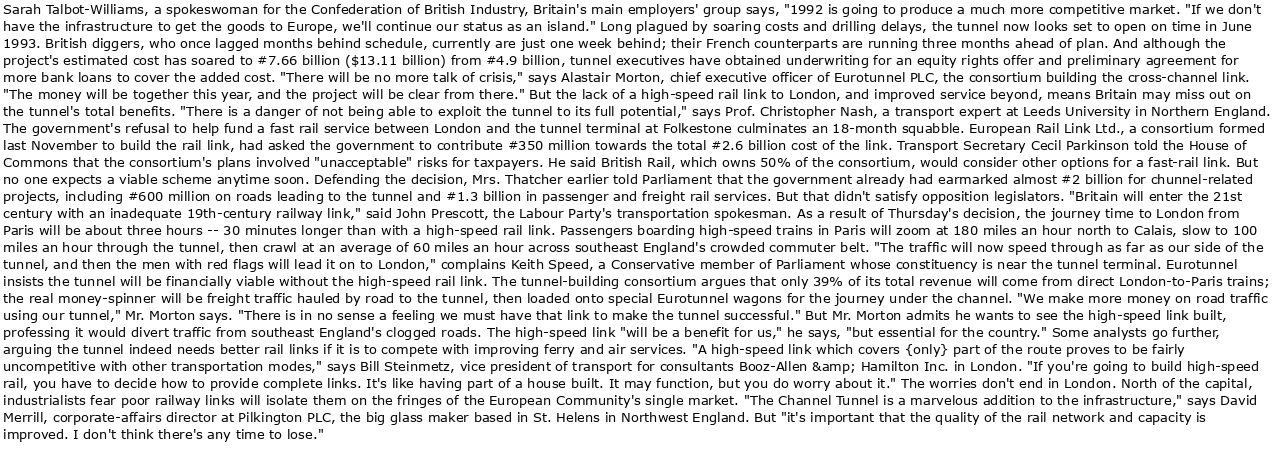 Sarah Talbot-Williams, a spokeswoman for the Confederation of British Industry, Britain's main employers' group says, "1992 is going to produce a much more competitive market. "If we don't
have the infrastructure to get the goods to Europe, we'll continue our status as an island." Long plagued by soaring costs and drilling delays, the tunnel now looks set to open on time in June
1993. British diggers, who once lagged months behind schedule, currently are just one week behind; their French counterparts are running three months ahead of plan. And although the
project's estimated cost has soared to #7.66 billion ($13.11 billion) from #4.9 billion, tunnel executives have obtained underwriting for an equity rights offer and preliminary agreement for
more bank loans to cover the added cost. "There will be no more talk of crisis," says Alastair Morton, chief executive officer of Eurotunnel PLC, the consortium building the cross-channel link.
"The money will be together this year, and the project will be clear from there." But the lack of a high-speed rail link to London, and improved service beyond, means Britain may miss out on
the tunnel's total benefits. "There is a danger of not being able to exploit the tunnel to its full potential," says Prof. Christopher Nash, a transport expert at Leeds University in Northern England.
The government's refusal to help fund a fast rail service between London and the tunnel terminal at Folkestone culminates an 18-month squabble. European Rail Link Ltd., a consortium formed
last November to build the rail link, had asked the government to contribute #350 million towards the total #2.6 billion cost of the link. Transport Secretary Cecil Parkinson told the House of
Commons that the consortium's plans involved "unacceptable" risks for taxpayers. He said British Rail, which owns 50% of the consortium, would consider other options for a fast-rail link. But
no one expects a viable scheme anytime soon. Defending the decision, Mrs. Thatcher earlier told Parliament that the government already had earmarked almost #2 billion for channel-related
projects, including #600 million on roads leading to the tunnel and #1.3 billion in passenger and freight rail services. But that didn't satisfy opposition legislators. "Britain will enter the 21st
century with an inadequate 19th-century railway link," said John Prescott, the Labour Party's transportation spokesman. As a result of Thursday's decision, the journey time to London from
Paris will be about three hours -- 30 minutes longer than with a high-speed rail link. Passengers boarding high-speed trains in Paris will zoom at 180 miles an hour north to Calais, slow to 100
miles an hour through the tunnel, then crawl at an average of 60 miles an hour across southeast England's crowded commuter belt. "The traffic will now speed through as far as our side of the
tunnel, and then the men with red flags will lead it on to London," complains Keith Speed, a Conservative member of Parliament whose constituency is near the tunnel terminal. Eurotunnel
insists the tunnel will be financially viable without the high-speed rail link. The tunnel-building consortium argues that only 39% of its total revenue will come from direct London-to-Paris trains;
the real money-spinner will be freight traffic hauled by road to the tunnel, then loaded onto special Eurotunnel wagons for the journey under the channel. "We make more money on road traffic
using our tunnel," Mr. Morton says. "There is in no sense a feeling we must have that link to make the tunnel successful." But Mr. Morton admits he wants to see the high-speed link built,
professing it would divert traffic from southeast England's clogged roads. The high-speed link "will be a benefit for us," he says, "but essential for the country." Some analysts go further,
arguing the tunnel indeed needs better rail links if it is to compete with improving ferry and air services. "A high-speed link which covers {only} part of the route proves to be fairly
uncompetitive with other transportation modes," says Bill Steinmetz, vice president of transport for consultants Booz-Allen &amp; Hamilton Inc. in London. "If you're going to build high-speed
rail, you have to decide how to provide complete links. It's like having part of a house built. It may function, but you do worry about it." The worries don't end in London. North of the capital,
industrialists fear poor railway links will isolate them on the fringes of the European Community's single market. "The Channel Tunnel is a marvelous addition to the infrastructure," says David
Merrill, corporate-affairs director at Pilkington PLC, the big glass maker based in St. Helens in Northwest England. But "it's important that the quality of the rail network and capacity is
improved. I don't think there's any time to lose."